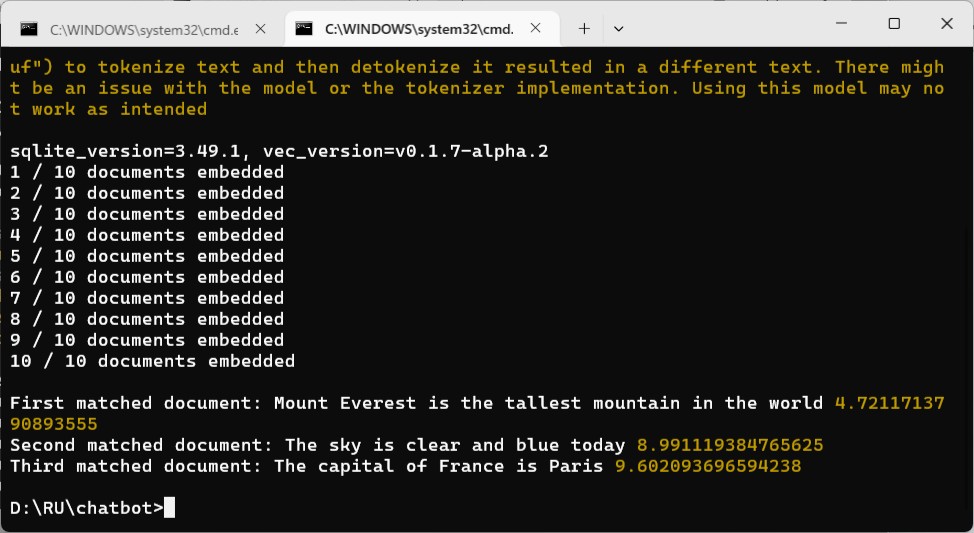 C:\WINDOWS\system32\cmd.e
C:\WINDOWS\system32\cmd.
uf") to tokenize text and then detokenize it resulted in a different text. There migh
t be an issue with the model or the tokenizer implementation. Using this model may no
t work as intended
sqlite_version=3.49.1, vec_version=v0.1.7-alpha.2
1 / 10 documents embedded
2 / 10 documents embedded
3 / 10 documents embedded
4 / 10 documents embedded
5 / 10 documents embedded
6 / 10 documents embedded
7 / 10 documents embedded
8 / 10 documents embedded
9 / 10 documents embedded
10 / 10 documents embedded
First matched document: Mount Everest is the tallest mountain in the world 4.72117137
90893555
Second matched document: The sky is clear and blue today 8.991119384765625
Third matched document: The capital of France is Paris 9.602093696594238
D:\RU\chatbot>